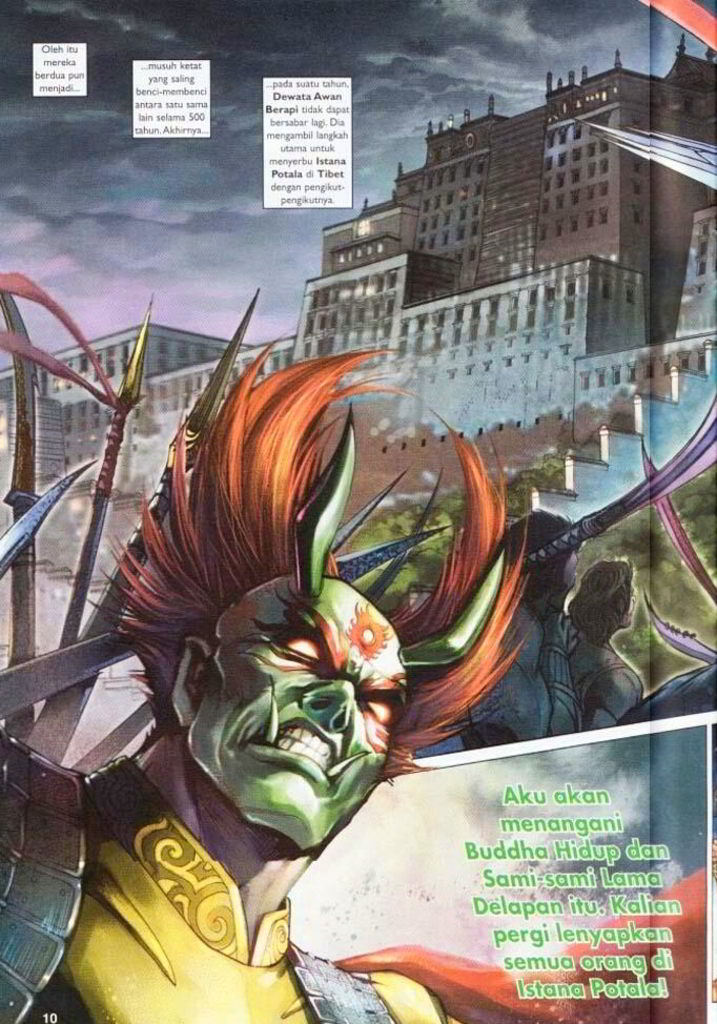 Oleh itu
mereka
berdua pun
menjadi...
...musuh ketat
yang saling
benci-membenci
antara satu sama
lain selama 500
tahun. Akhirnya...
...pada suatu tahun,
Dewata Awan
Berapi tidak dapat
bersabar lagi. Dia
mengambil langkah
utama untuk
menyerbu Istana
Potala di Tibet
dengan pengikut-
pengikutnya.
Aku akan
menangani
Buddha Hidup dan
Sami-sami Lama
Delapan itu. Kalian
pergi lenyapkan
semua orang di
Istana Potala!
10